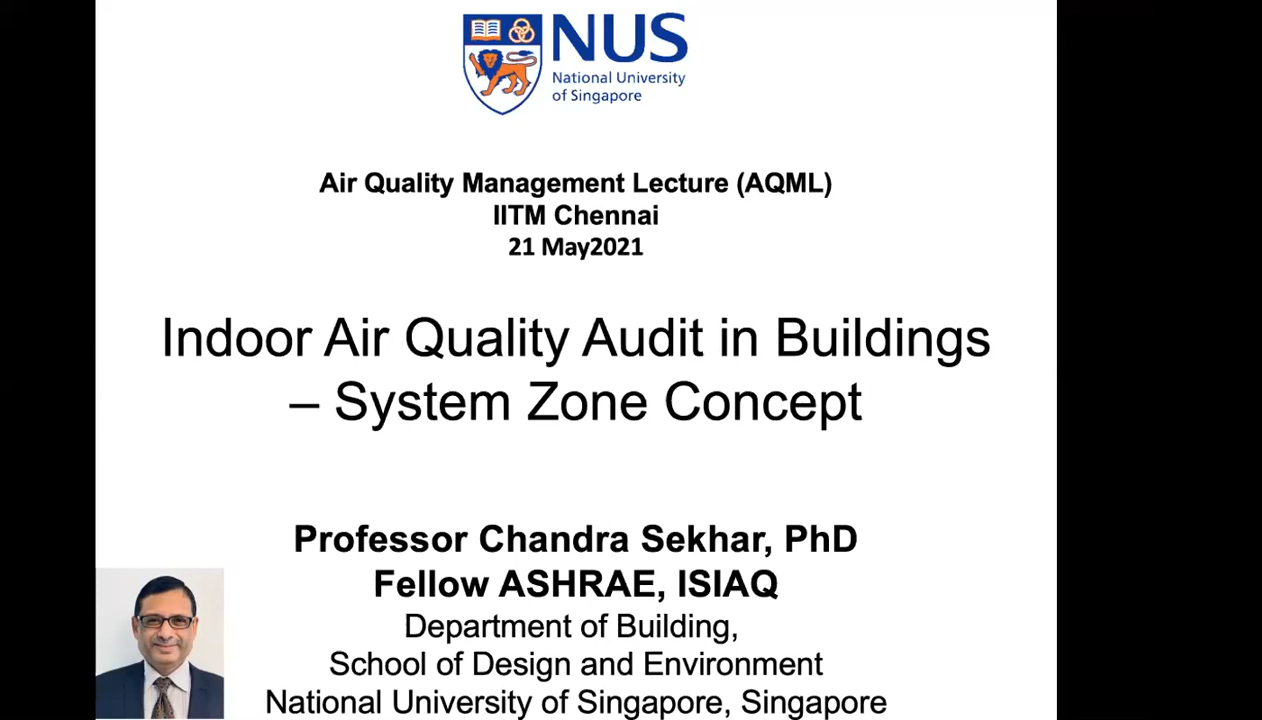 NUS
National University
of Singapore
Air Quality Management Lecture (AQML)
IITM Chennai
21 May2021
Indoor Air Quality Audit in Buildings
– System Zone Concept
Professor Chandra Sekhar, PhD
Fellow ASHRAE, ISIAQ
Department of Building,
School of Design and Environment
National University of Singapore, Singapore